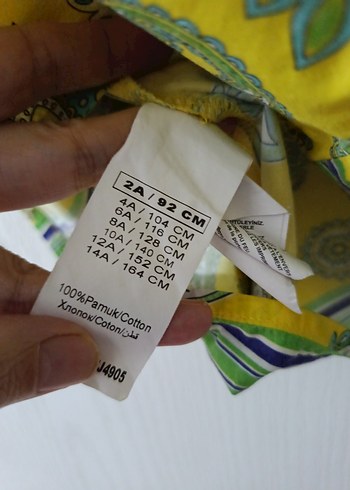 2A / 92 CM
4A / 104 CM
6A / 116 CM
8A / 128 CM
10A / 140 CM
12A / 152 CM
14A / 164 CM
100%Pamuk/Cotton
Хлопок/Coton/قطن
4905